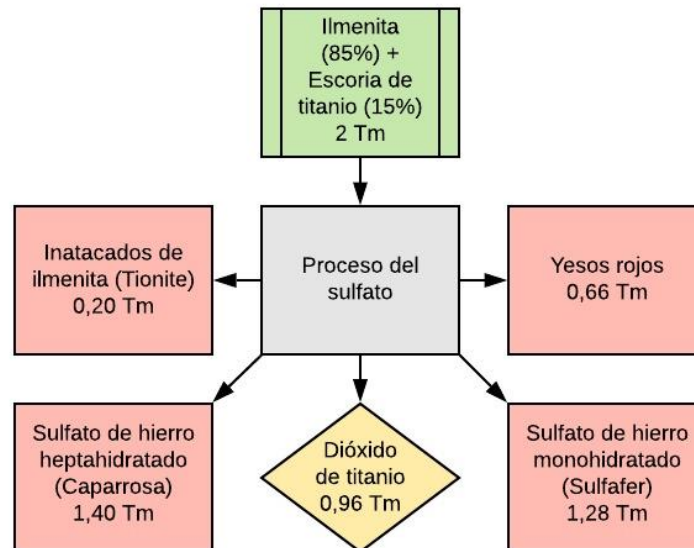 Ilmenita
(85%) +
Escoria de
titanio (15%)
2 Tm
Inatacados de
ilmenita (Tionite)
0,20 Tm
Proceso del
sulfato
Yesos rojos
0,66 Tm
Sulfato de hierro
heptahidratado
(Caparrosa)
1,40 Tm
Dióxido
de titanio
0,96 Tm
Sulfato de hierro
monohidratado
(Sulfafer)
1,28 Tm